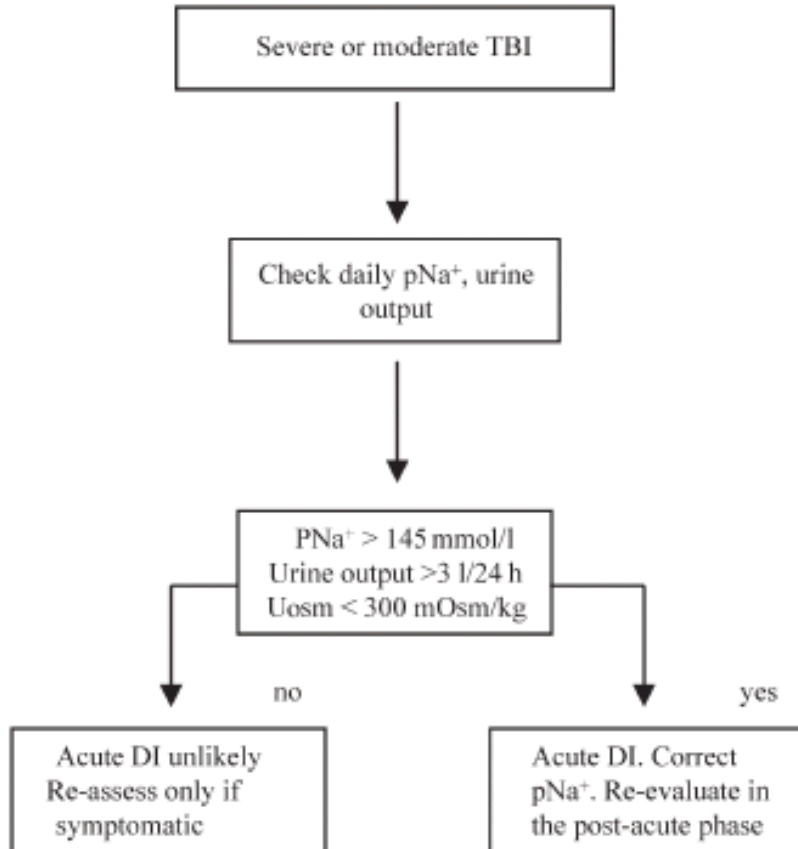 Severe or moderate TBI
Check daily pNa⁺, urine
output
PNa⁺ > 145 mmol/l
Urine output >3 l/24 h
Uosm < 300 mOsm/kg
no
yes
Acute DI unlikely
Re-assess only if
symptomatic
Acute DI. Correct
pNa⁺. Re-evaluate in
the post-acute phase